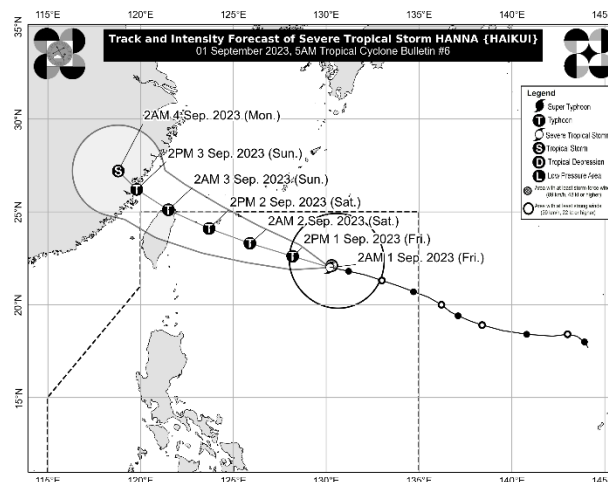 Track and Intensity Forecast of Severe Tropical Storm HANNA {HAIKUI}
01 September 2023, 5AM Tropical Cyclone Bulletin #6
35°N
30°N
25°N
20°N
15°N
Legend
Super Typhoon
T Typhoon
Severe Tropical Storm
S Tropical Storm
D Tropical Depression
L Low Pressure Area
2AM 4 Sep. 2023 (Mon.)
2PM 3 Sep. 2023 (Sun.)
2AM 3 Sep. 2023 (Sun.)
2PM 2 Sep. 2023 (Sat.)
2AM 2 Sep. 2023 (Sat.)
2PM 1 Sep. 2023 (Fri.)
2AM 1 Sep. 2023 (Fri.)
S
T
T
T
T
T
115°E 120°E 125°E 130°E 135°E 140°E